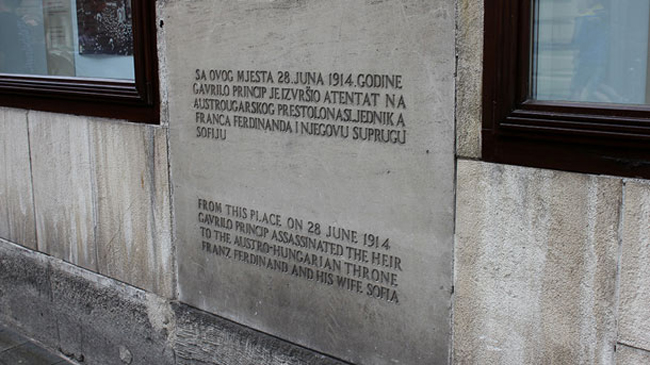 SA OVOG MJESTA 28. JUNA 1914. GODINE
GAVRILO PRINCIP JE IZVRŠIO ATENTAT NA
AUSTROUGARSKOG PRESTOLONASLJEDNIKA
FRANCA FERDINANDA I NJEGOVU SUPRUGU
SOFIJU
FROM THIS PLACE ON 28 JUNE 1914
GAVRILO PRINCIP ASSASSINATED THE HEIR
TO THE AUSTRO-HUNGARIAN THRONE
FRANZ FERDINAND AND HIS WIFE SOFIA